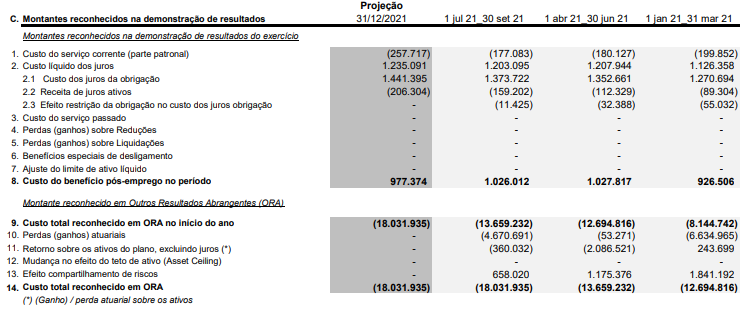 Projeção
C. Montantes reconhecidos na demonstração de resultados 31/12/2021 1 jul 21_30 set 21 1 abr 21_30 jun 21 1 jan 21_31 mar 21
Montantes reconhecidos na demonstração de resultados do exercício
1. Custo do serviço corrente (parte patronal) (257.717) (177.083) (180.127) (199.852)
2. Custo líquido dos juros 1.235.091 1.203.095 1.207.944 1.126.358
2.1 Custo dos juros da obrigação 1.441.395 1.373.722 1.352.661 1.270.694
2.2 Receita de juros ativos (206.304) (159.202) (112.329) (89.304)
2.3 Efeito restrição da obrigação no custo dos juros obrigação - (11.425) (32.388) (55.032)
3. Custo do serviço passado - - - -
4. Perdas (ganhos) sobre Reduções - - - -
5. Perdas (ganhos) sobre Liquidações - - - -
6. Benefícios especiais de desligamento - - - -
7. Ajuste do limite de ativo líquido - - - -
8. Custo do benefício pós-emprego no período 977.374 1.026.012 1.027.817 926.506
Montante reconhecido em Outros Resultados Abrangentes (ORA)
9. Custo total reconhecido em ORA no início do ano (18.031.935) (13.659.232) (12.694.816) (8.144.742)
10. Perdas (ganhos) atuariais - (4.670.691) (53.271) (6.634.965)
11. Retorno sobre os ativos do plano, excluindo juros (*) - (360.032) (2.086.521) 243.699
12. Mudança no efeito do teto de ativo (Asset Ceiling) - - - -
13. Efeito compartilhamento de riscos - 658.020 1.175.376 1.841.192
14. Custo total reconhecido em ORA (18.031.935) (18.031.935) (13.659.232) (12.694.816)
(*) (Ganho) / perda atuarial sobre os ativos